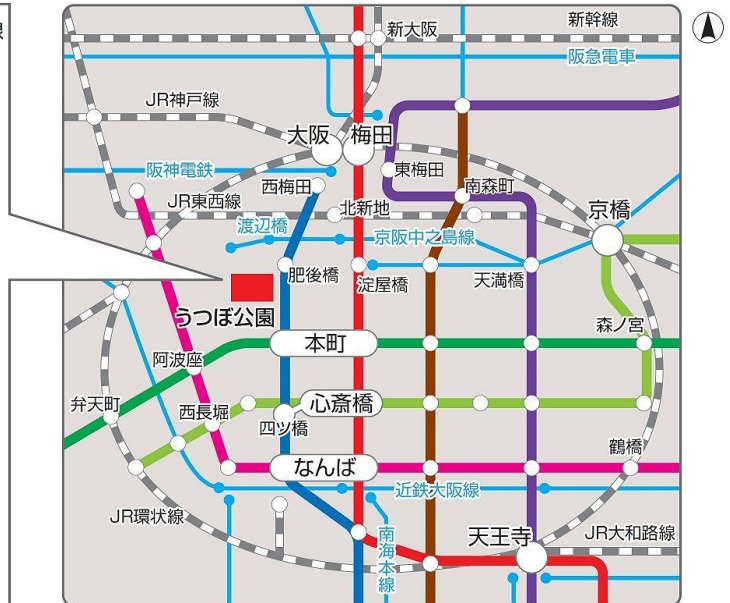 線
新大阪
新幹線
阪急電車
JR神戸線
大阪
梅田
阪神電鉄
西梅田
東梅田
南森町
JR東西線
北新地
京橋
渡辺橋
京阪中之島線
肥後橋
淀屋橋
天満橋
うつぼ公園
森ノ宮
本町
阿波座
弁天町
西長堀
心斎橋
四ツ橋
なんば
鶴橋
近鉄大阪線
JR環状線
南海本線
天王寺
JR大和路線